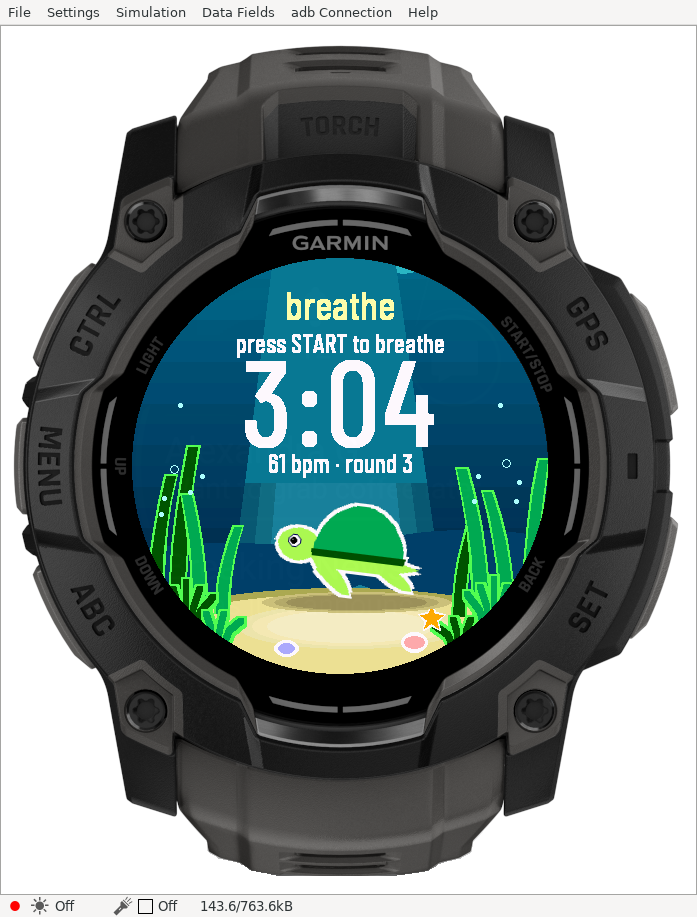 File Settings Simulation Data Fields adb Connection Help
TORCH
GARMIN
CTRL
GPS
LIGHT
START/STOP
breathe
press START to breathe
3:04
61 bpm · round 3
MENU
UP
DOWN
BACK
ABC
SET
Off Off 143.6/763.6kB